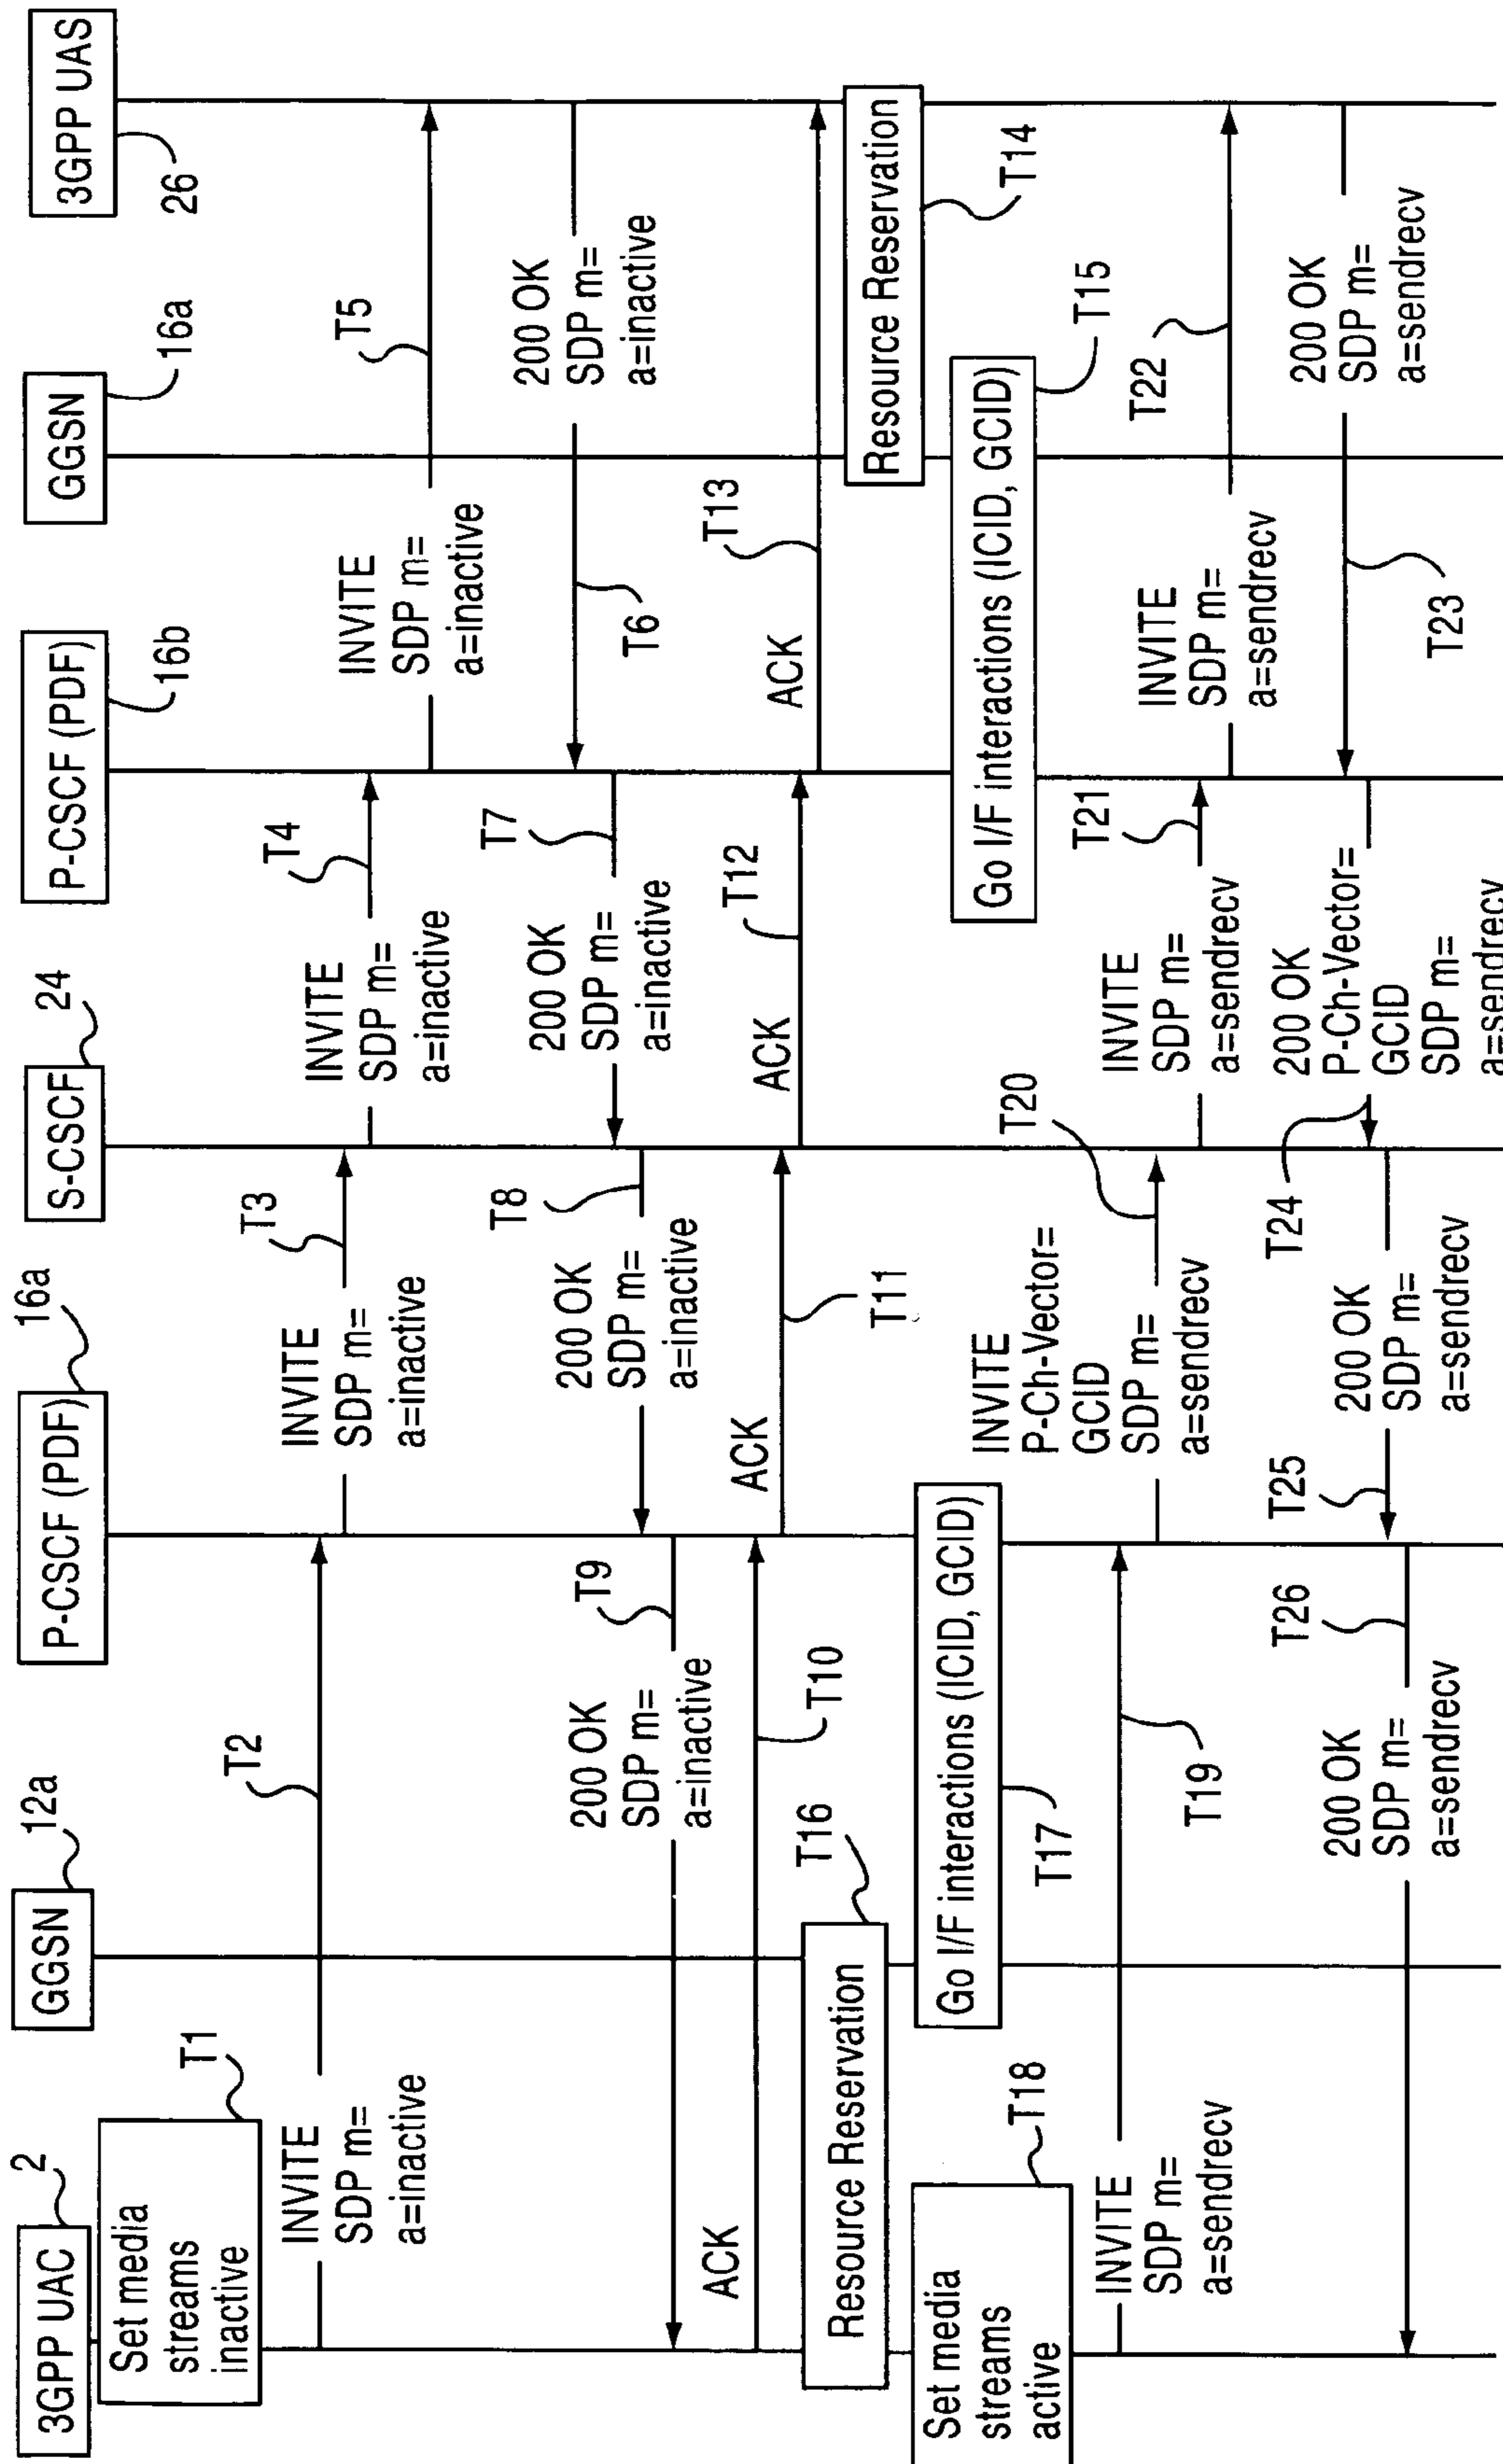 3GPP UAC
2
GGSN
12a
P-CSCF (PDF)
16a
S-CSCF
24
P-CSCF (PDF)
16b
GGSN
16a
3GPP UAS
26
Set media
streams
inactive
T1
INVITE
SDP m=
a=inactive
T2
INVITE
SDP m=
a=inactive
T3
INVITE
SDP m=
a=inactive
T4
INVITE
SDP m=
a=inactive
T5
200 OK
SDP m=
a=inactive
T6
200 OK
SDP m=
a=inactive
T7
200 OK
SDP m=
a=inactive
T8
200 OK
SDP m=
a=inactive
T9
ACK
T10
ACK
T11
ACK
T12
ACK
T13
Resource Reservation
T14
Go I/F interactions (ICID, GCID)
T15
Resource Reservation
T16
Go I/F interactions (ICID, GCID)
T17
Set media
streams
active
T18
INVITE
SDP m=
a=sendrecv
T19
INVITE
P-Ch-Vector=
GCID
SDP m=
a=sendrecv
T20
INVITE
SDP m=
a=sendrecv
T21
INVITE
SDP m=
a=sendrecv
T22
200 OK
SDP m=
a=sendrecv
T23
200 OK
P-Ch-Vector=
GCID
SDP m=
a=sendrecv
T24
200 OK
SDP m=
a=sendrecv
T25
200 OK
SDP m=
a=sendrecv
T26